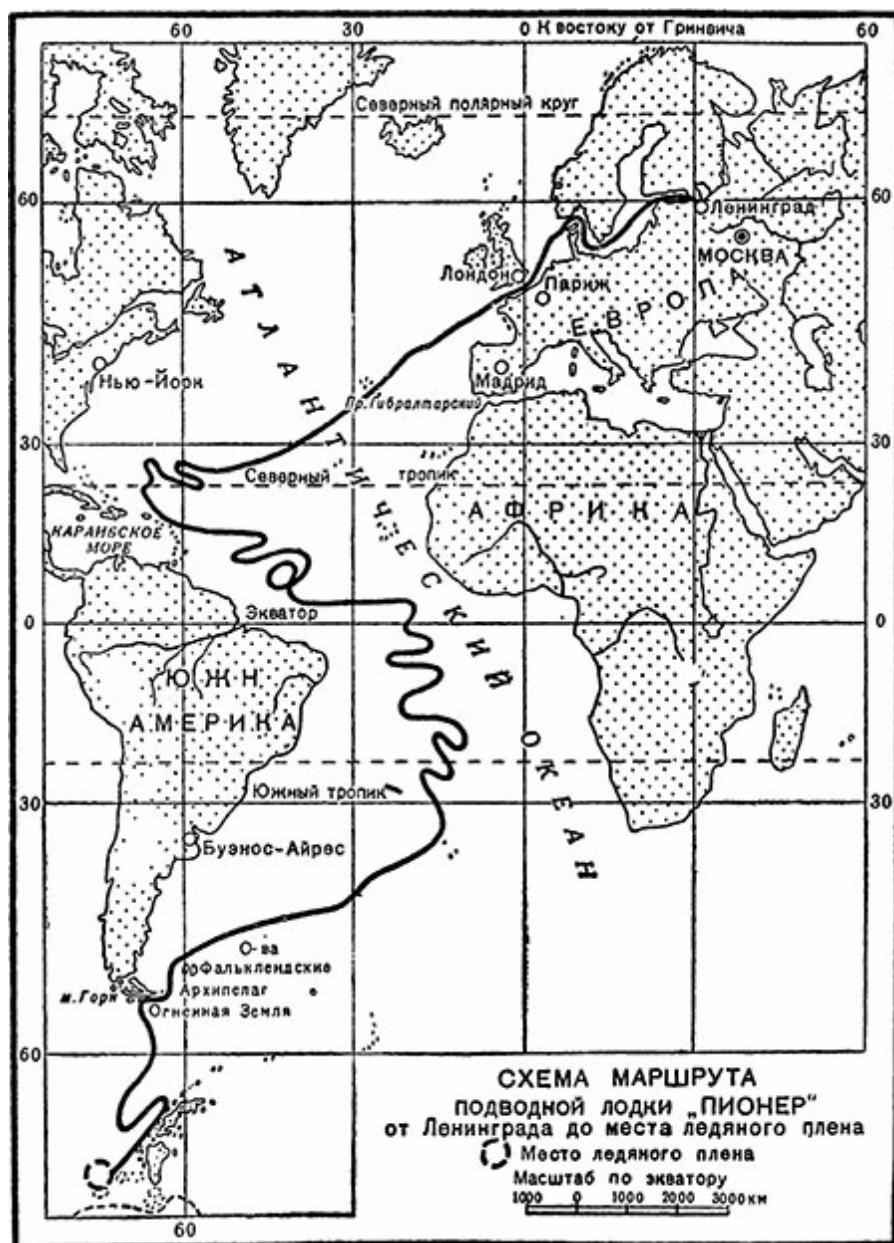 60 30 0 К востоку от Гринвича 60
Северный полярный круг
60 60
Ленинград
МОСКВА
Лондон
Париж
ЕВРОПА
АТЛАНТИЧЕСКИЙ ОКЕАН
Нью-Йорк
Мадрид
Пр. Гибралтарский
30 30
Северный тропик
АФРИКА
КАРАИБСКОЕ
МОРЕ
Экватор
0 0
ЮЖН.
АМЕРИКА
Южный тропик
30 30
Буэнос-Айрес
О-ва
Фальклендские
Архипелаг
м. Горн
Огненная Земля
60 60
СХЕМА МАРШРУТА
ПОДВОДНОЙ ЛОДКИ „ПИОНЕР"
от Ленинграда до места ледяного плена
Место ледяного плена
Масштаб по экватору
1000 0 1000 2000 3000 км
60